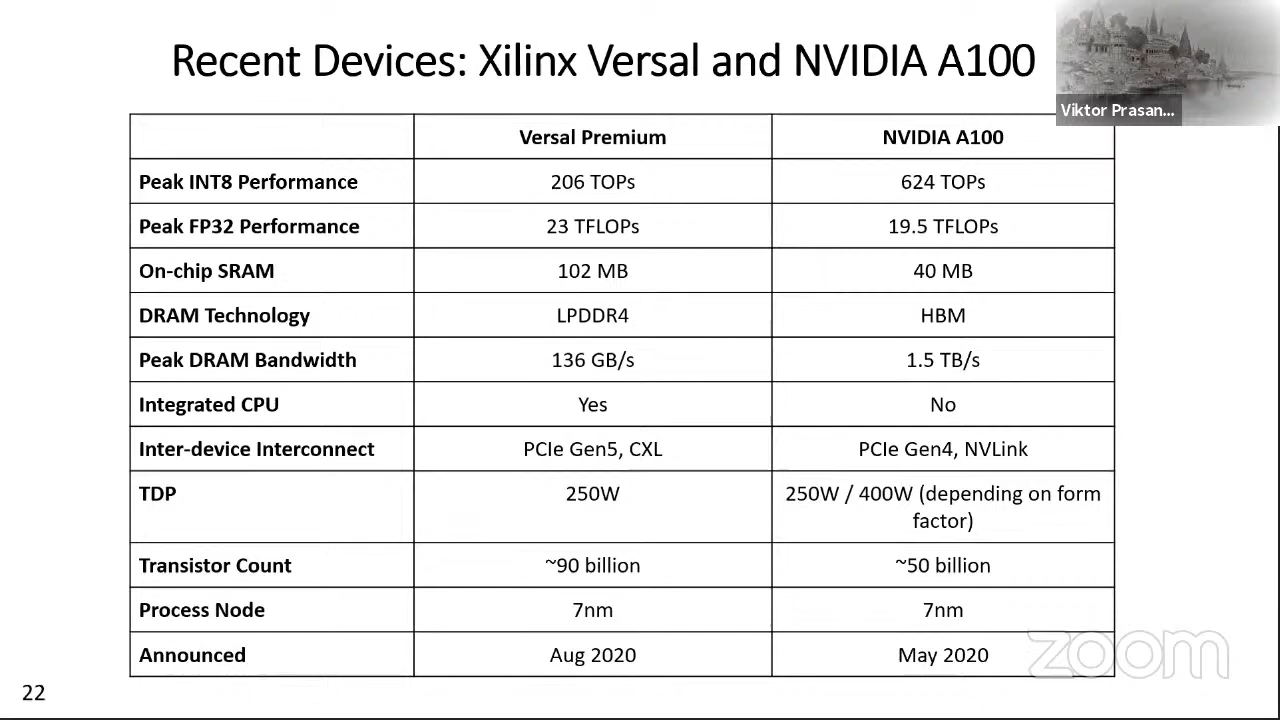 Recent Devices: Xilinx Versal and NVIDIA A100
Viktor Prasan...
Versal Premium NVIDIA A100
Peak INT8 Performance 206 TOPs 624 TOPs
Peak FP32 Performance 23 TFLOPs 19.5 TFLOPs
On-chip SRAM 102 MB 40 MB
DRAM Technology LPDDR4 HBM
Peak DRAM Bandwidth 136 GB/s 1.5 TB/s
Integrated CPU Yes No
Inter-device Interconnect PCIe Gen5, CXL PCIe Gen4, NVLink
TDP 250W 250W / 400W (depending on form
factor)
Transistor Count ~90 billion ~50 billion
Process Node 7nm 7nm
Announced Aug 2020 May 2020
zoom
22